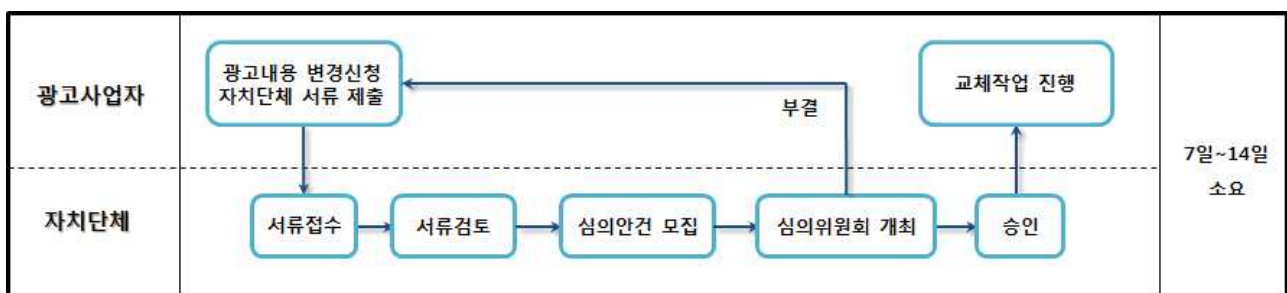 광고사업자
광고내용 변경신청
자치단체 서류 제출
부결
교체작업 진행
7일~14일
소요
자치단체
서류접수
서류검토
심의안건 모집
심의위원회 개최
승인